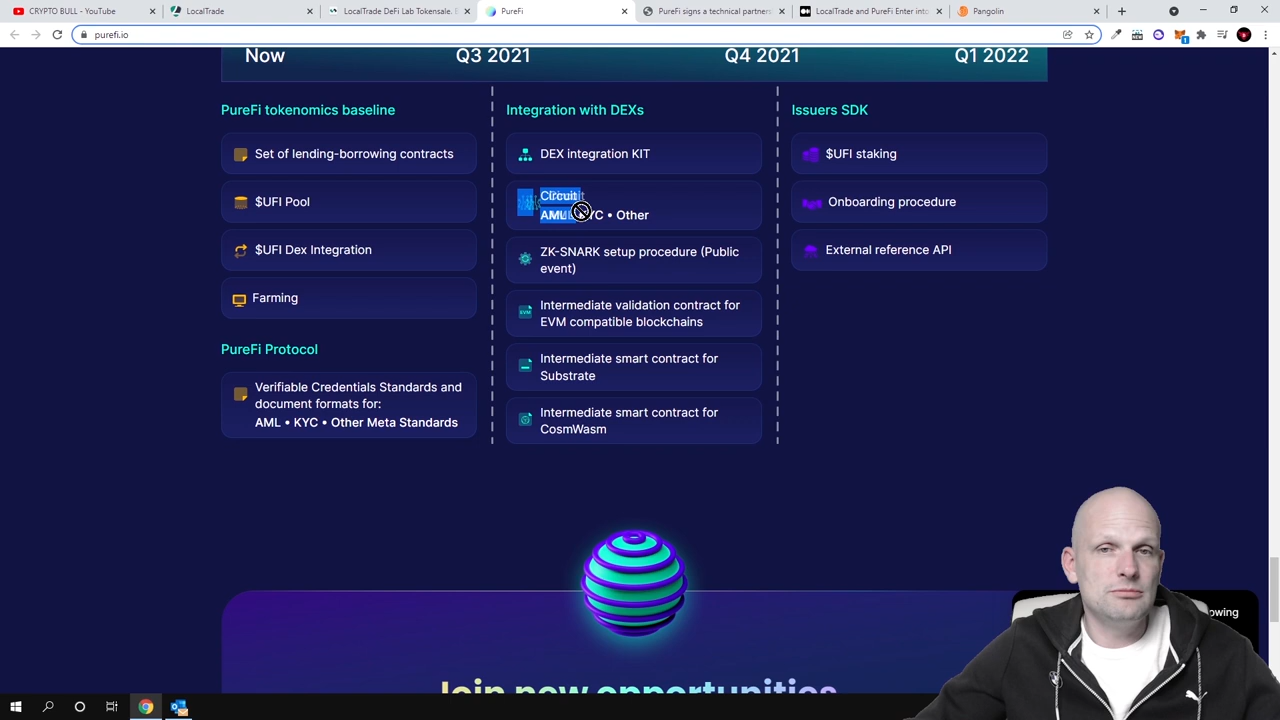 CRYPTO BULL - YouTube
LocalTrade
LocalTrade DeFi Lab Tokensale, E
PureFi
PureFi signs a technical partners
LocalTrade and PureFi Enter into
Pangolin
purefi.io
Now
Q3 2021
Q4 2021
Q1 2022
PureFi tokenomics baseline
Set of lending-borrowing contracts
$UFI Pool
$UFI Dex Integration
Farming
PureFi Protocol
Verifiable Credentials Standards and
document formats for:
AML • KYC • Other Meta Standards
Integration with DEXs
DEX integration KIT
Circuit
AML • KYC • Other
ZK-SNARK setup procedure (Public
event)
Intermediate validation contract for
EVM compatible blockchains
Intermediate smart contract for
Substrate
Intermediate smart contract for
CosmWasm
Issuers SDK
$UFI staking
Onboarding procedure
External reference API
owing
Join new opportunities